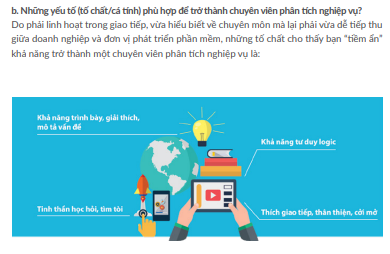 b. Những yếu tố (tố chất/cá tính) phù hợp để trở thành chuyên viên phân tích nghiệp vụ?
Do phải linh hoạt trong giao tiếp, vừa hiểu biết về chuyên môn mà lại phải vừa dễ tiếp thu
giữa doanh nghiệp và đơn vị phát triển phần mềm, những tố chất cho thấy bạn “tiềm ẩn”
khả năng trở thành một chuyên viên phân tích nghiệp vụ là:
Khả năng trình bày, giải thích,
mô tả vấn đề
Khả năng tư duy logic
Tinh thần học hỏi, tìm tòi
Thích giao tiếp, thân thiện, cởi mở